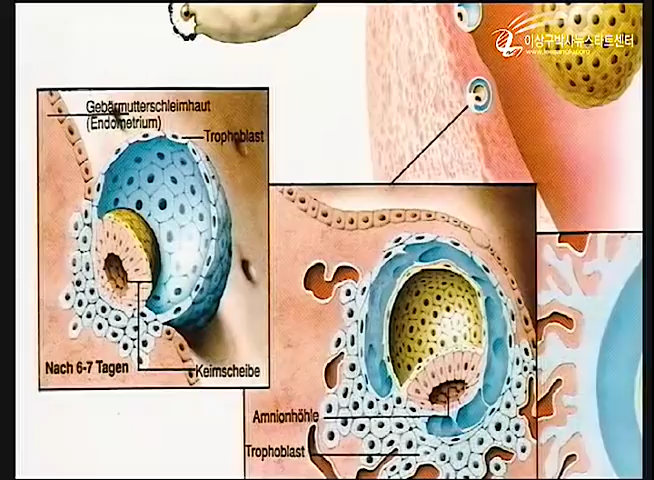 이상구박사뉴스타트센터
Gebärmutterschleimhaut
(Endometrium)
Trophoblast
Nach 6-7 Tagen
Keimscheibe
Amnionhöhle
Trophoblast